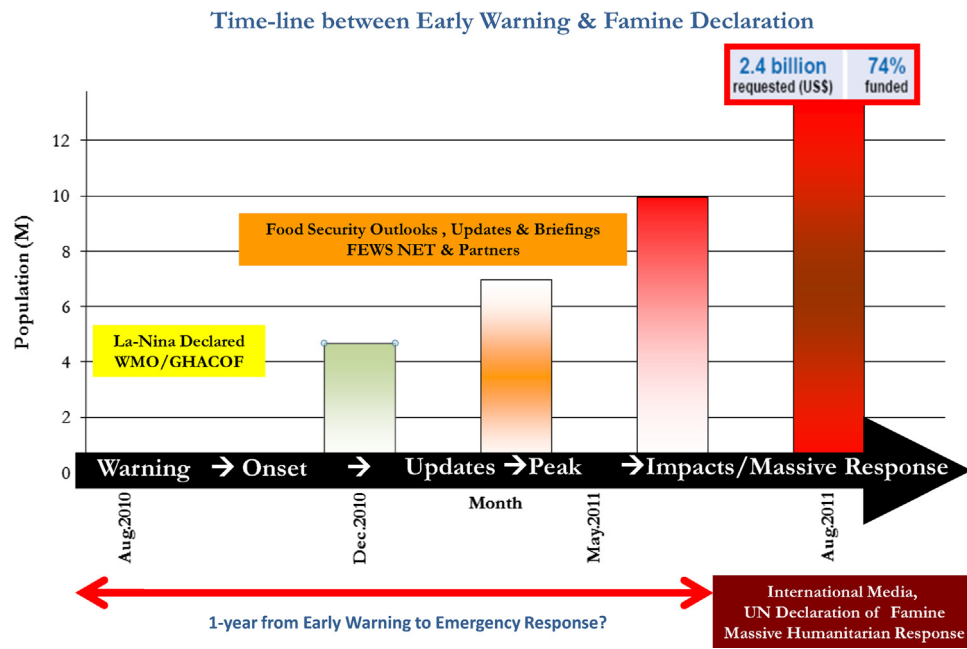 Time-line between Early Warning & Famine Declaration
2.4 billion 74%
requested (US$) funded
12
10
8
6
4
2
0
Population (M)
Food Security Outlooks , Updates & Briefings
FEWS NET & Partners
La-Nina Declared
WMO/GHACOF
Warning → Onset → Updates → Peak → Impacts/Massive Response
Month
Aug.2010
Dec.2010
May.2011
Aug.2011
1-year from Early Warning to Emergency Response?
International Media,
UN Declaration of Famine
Massive Humanitarian Response